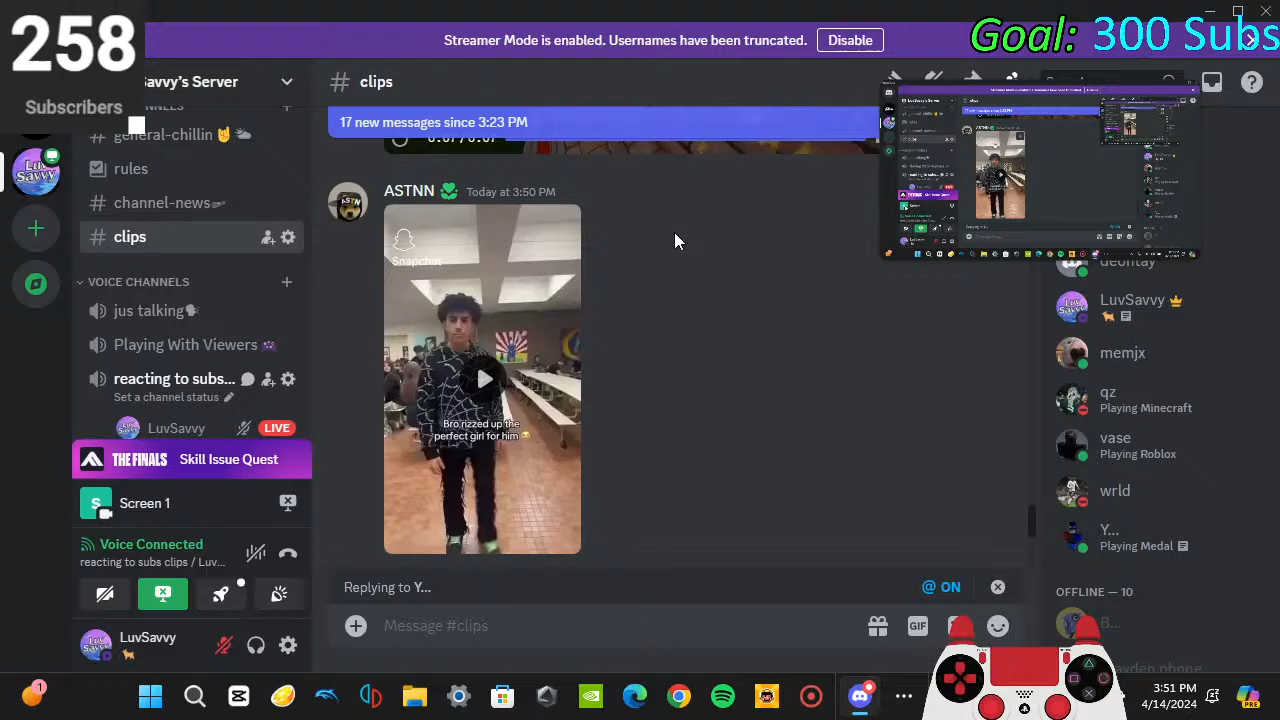 258
Subscribers
Streamer Mode is enabled. Usernames have been truncated.
Disable
Goal: 300 Subs
Savvy's Server
clips
17 new messages since 3:23 PM
general-chillin
rules
channel-news
clips
VOICE CHANNELS
jus talking
Playing With Viewers
reacting to subs...
Set a channel status
LuvSavvy
LIVE
THE FINALS Skill Issue Quest
Screen 1
Voice Connected
reacting to subs clips / Luv...
LuvSavvy
Luv
Savvy
ASTNN
Today at 3:50 PM
Snapchat
Bro rizzed up the
perfect girl for him
Replying to Y...
@ ON
Message #clips
GIF
deontay
LuvSavvy
memjx
qz
Playing Minecraft
vase
Playing Roblox
wrld
Y...
Playing Medal
OFFLINE — 10
B...
3:51 PM
4/14/2024